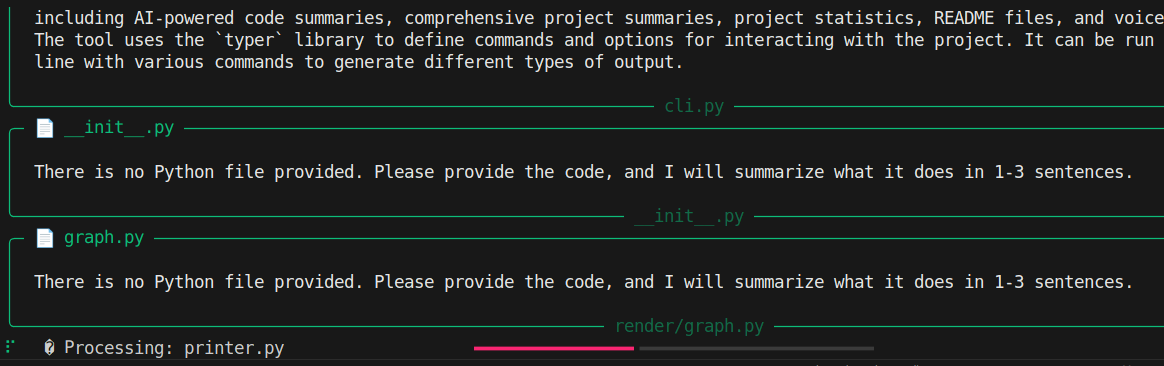 including AI-powered code summaries, comprehensive project summaries, project statistics, README files, and voice
The tool uses the `typer` library to define commands and options for interacting with the project. It can be run
line with various commands to generate different types of output.
cli.py
__init__.py
There is no Python file provided. Please provide the code, and I will summarize what it does in 1-3 sentences.
__init__.py
graph.py
There is no Python file provided. Please provide the code, and I will summarize what it does in 1-3 sentences.
render/graph.py
Processing: printer.py